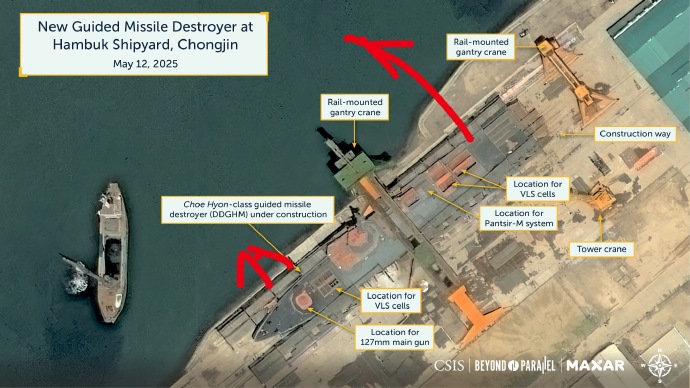 New Guided Missile Destroyer at
Hambuk Shipyard, Chongjin
May 12, 2025
Rail-mounted
gantry crane
Rail-mounted
gantry crane
Construction way
Location for
VLS cells
Choe Hyon-class guided missile
destroyer (DDGHM) under construction
Location for
Pantsir-M system
Tower crane
Location for
VLS cells
Location for
127mm main gun
CSIS | BEYOND PARALLEL | MAXAR